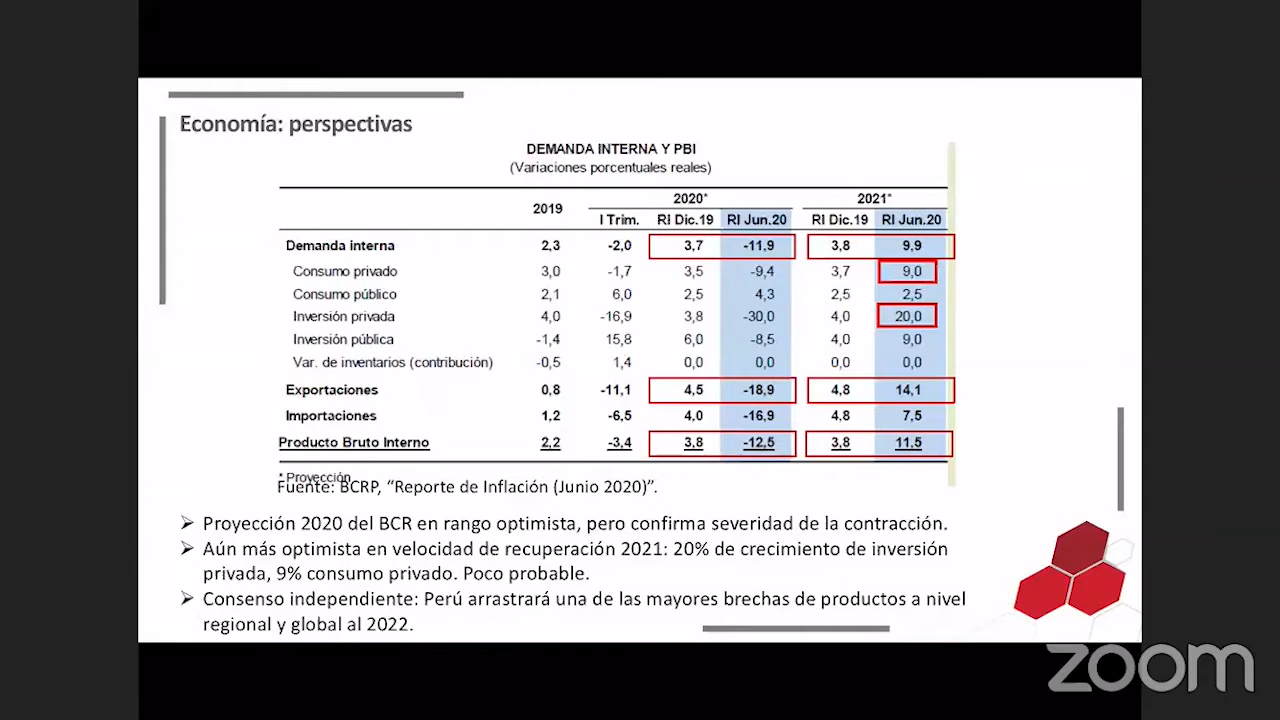 Economía: perspectivas
DEMANDA INTERNA Y PBI
(Variaciones porcentuales reales)
2019 2020* 2021*
I Trim. RI Dic.19 RI Jun.20 RI Dic.19 RI Jun.20
Demanda interna 2,3 -2,0 3,7 -11,9 3,8 9,9
Consumo privado 3,0 -1,7 3,5 -9,4 3,7 9,0
Consumo público 2,1 6,0 2,5 4,3 2,5 2,5
Inversión privada 4,0 -16,9 3,8 -30,0 4,0 20,0
Inversión pública -1,4 15,8 6,0 -8,5 4,0 9,0
Var. de inventarios (contribución) -0,5 1,4 0,0 0,0 0,0 0,0
Exportaciones 0,8 -11,1 4,5 -18,9 4,8 14,1
Importaciones 1,2 -6,5 4,0 -16,9 4,8 7,5
Producto Bruto Interno 2,2 -3,4 3,8 -12,5 3,8 11,5
* Proyección
Fuente: BCRP, “Reporte de Inflación (Junio 2020)”.
➢ Proyección 2020 del BCR en rango optimista, pero confirma severidad de la contracción.
➢ Aún más optimista en velocidad de recuperación 2021: 20% de crecimiento de inversión
privada, 9% consumo privado. Poco probable.
➢ Consenso independiente: Perú arrastrará una de las mayores brechas de productos a nivel
regional y global al 2022.
zoom